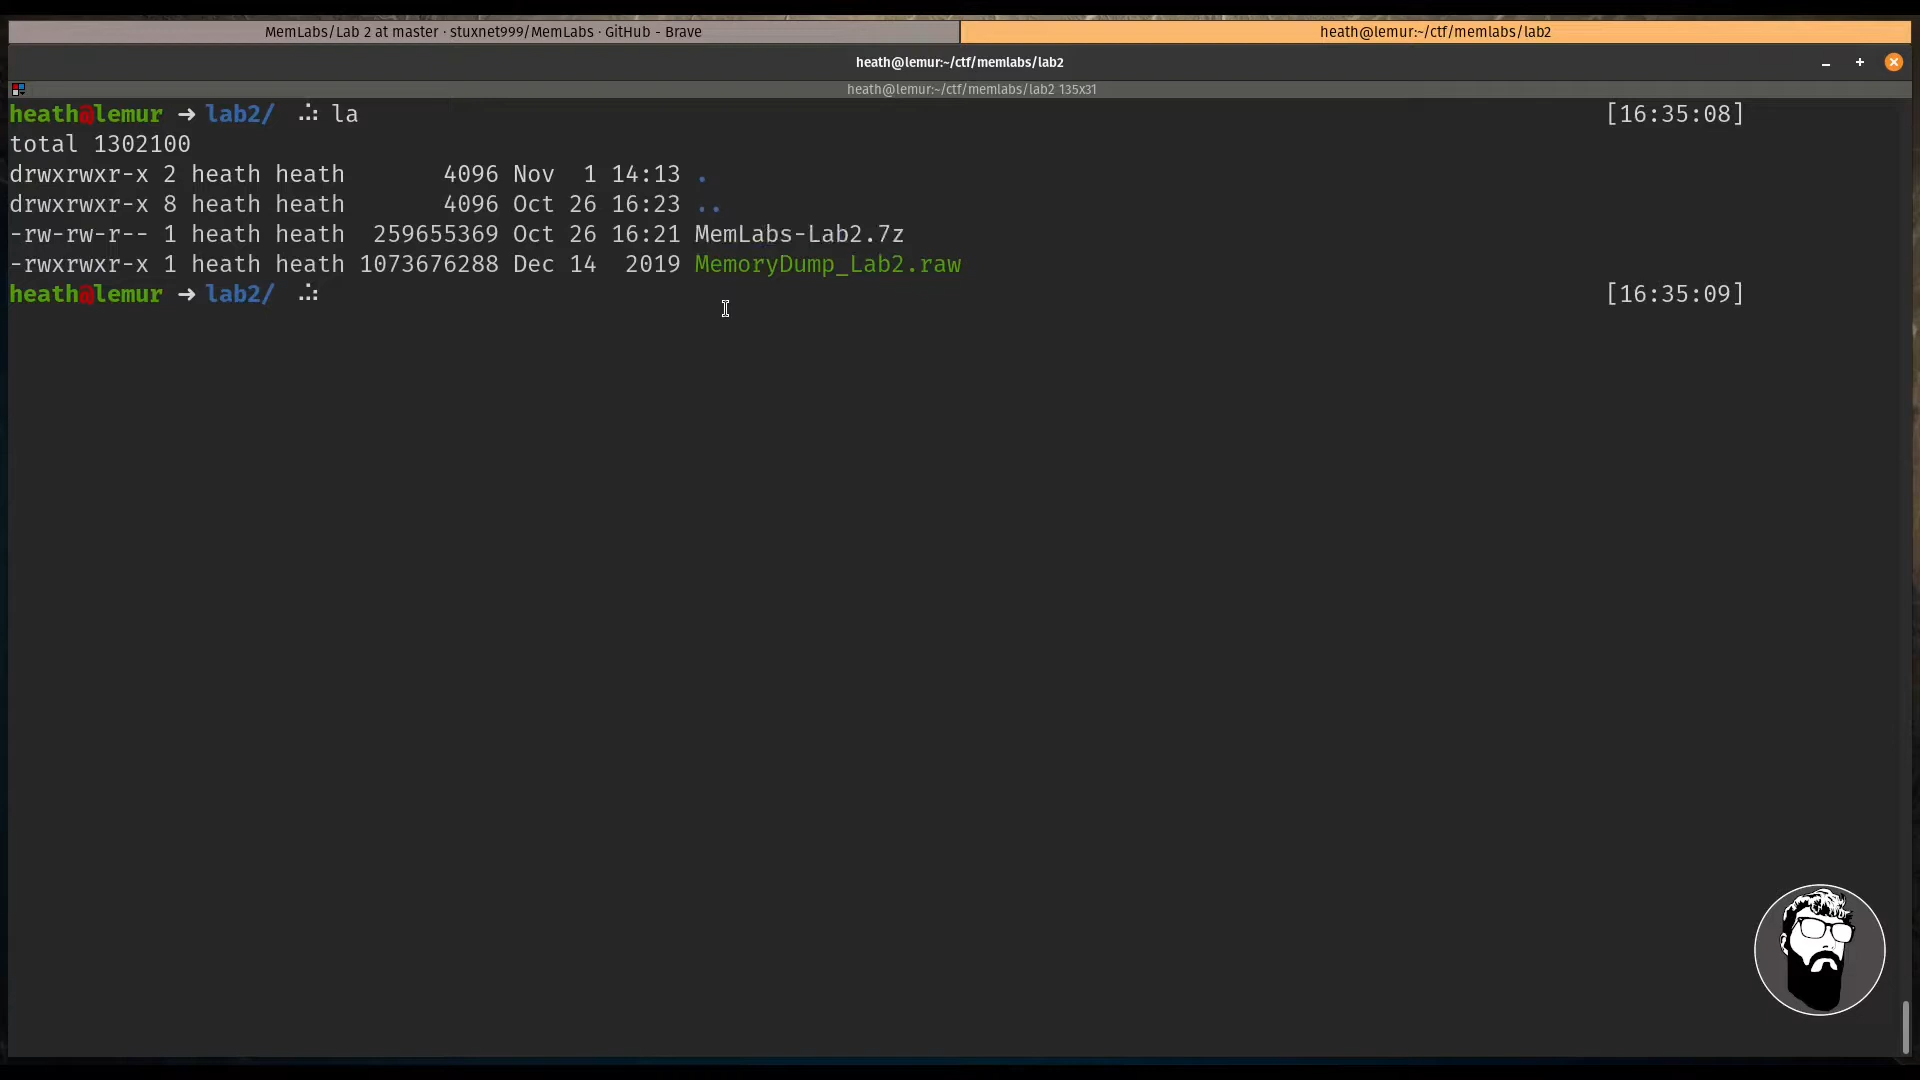 MemLabs/Lab 2 at master · stuxnet999/MemLabs · GitHub - Brave
heath@lemur:~/ctf/memlabs/lab2
heath@lemur:~/ctf/memlabs/lab2
heath@lemur:~/ctf/memlabs/lab2 135x31
heath@lemur ➜ lab2/ ⠴ la [16:35:08]
total 1302100
drwxrwxr-x 2 heath heath 4096 Nov 1 14:13 .
drwxrwxr-x 8 heath heath 4096 Oct 26 16:23 ..
-rw-rw-r-- 1 heath heath 259655369 Oct 26 16:21 MemLabs-Lab2.7z
-rwxrwxr-x 1 heath heath 1073676288 Dec 14 2019 MemoryDump_Lab2.raw
heath@lemur ➜ lab2/ ⠴ [16:35:09]